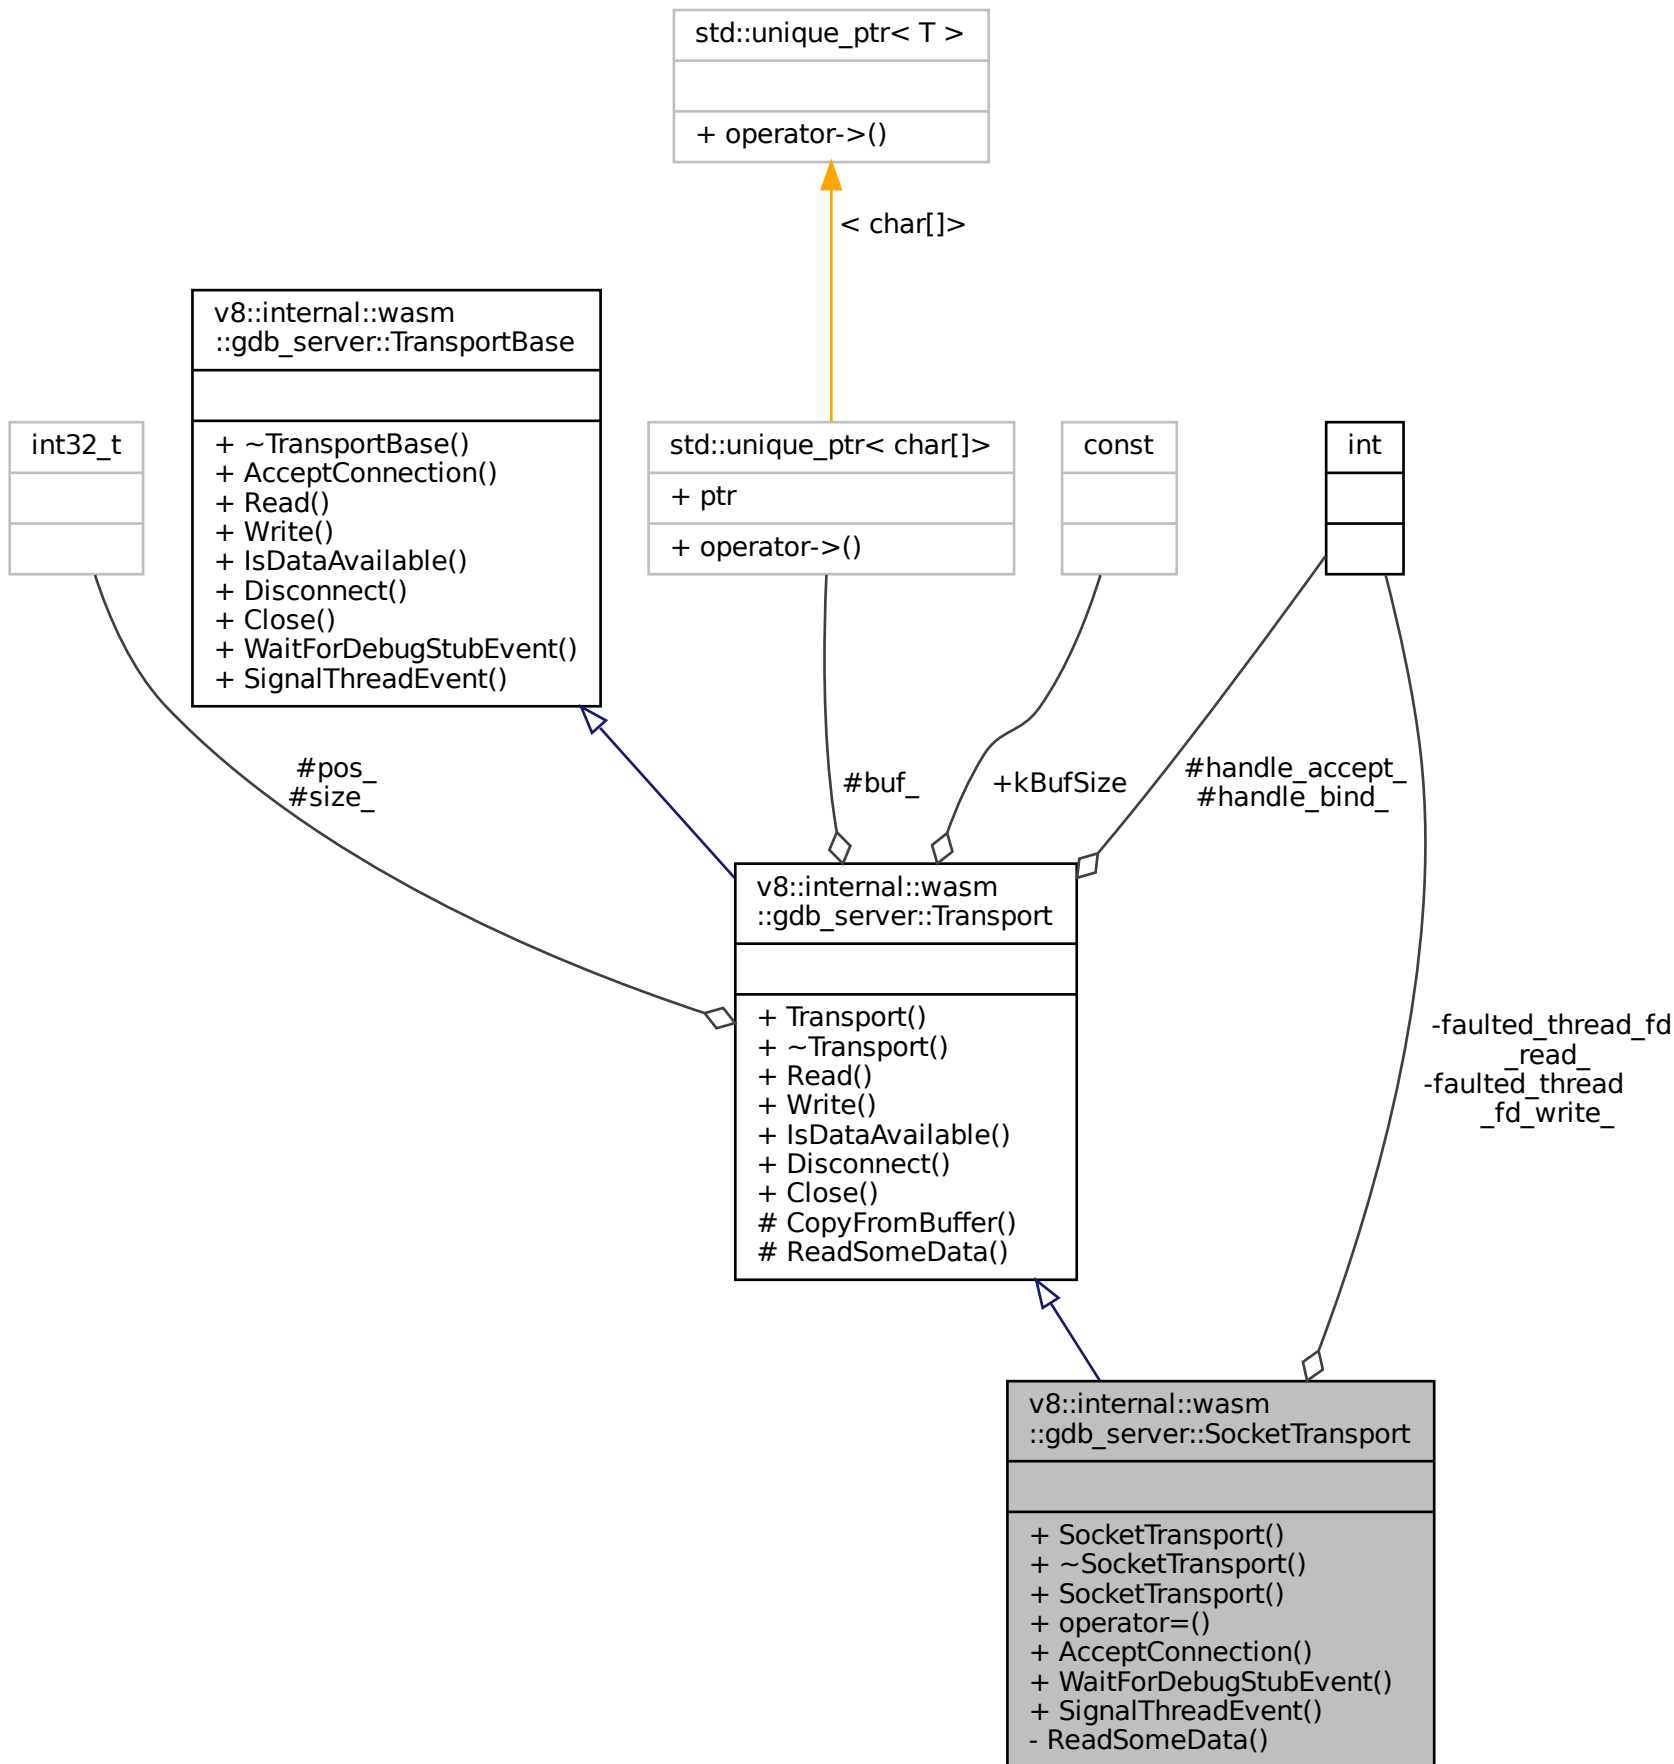 std::unique_ptr< T >
+ operator->()
< char[]>
v8::internal::wasm
::gdb_server::TransportBase
+ ~TransportBase()
+ AcceptConnection()
+ Read()
+ Write()
+ IsDataAvailable()
+ Disconnect()
+ Close()
+ WaitForDebugStubEvent()
+ SignalThreadEvent()
int32_t
std::unique_ptr< char[]>
+ ptr
+ operator->()
const
int
#pos_
#size_
#buf_
+kBufSize
#handle_accept_
#handle_bind_
v8::internal::wasm
::gdb_server::Transport
+ Transport()
+ ~Transport()
+ Read()
+ Write()
+ IsDataAvailable()
+ Disconnect()
+ Close()
# CopyFromBuffer()
# ReadSomeData()
-faulted_thread_fd
_read_
-faulted_thread
_fd_write_
v8::internal::wasm
::gdb_server::SocketTransport
+ SocketTransport()
+ ~SocketTransport()
+ SocketTransport()
+ operator=()
+ AcceptConnection()
+ WaitForDebugStubEvent()
+ SignalThreadEvent()
- ReadSomeData()